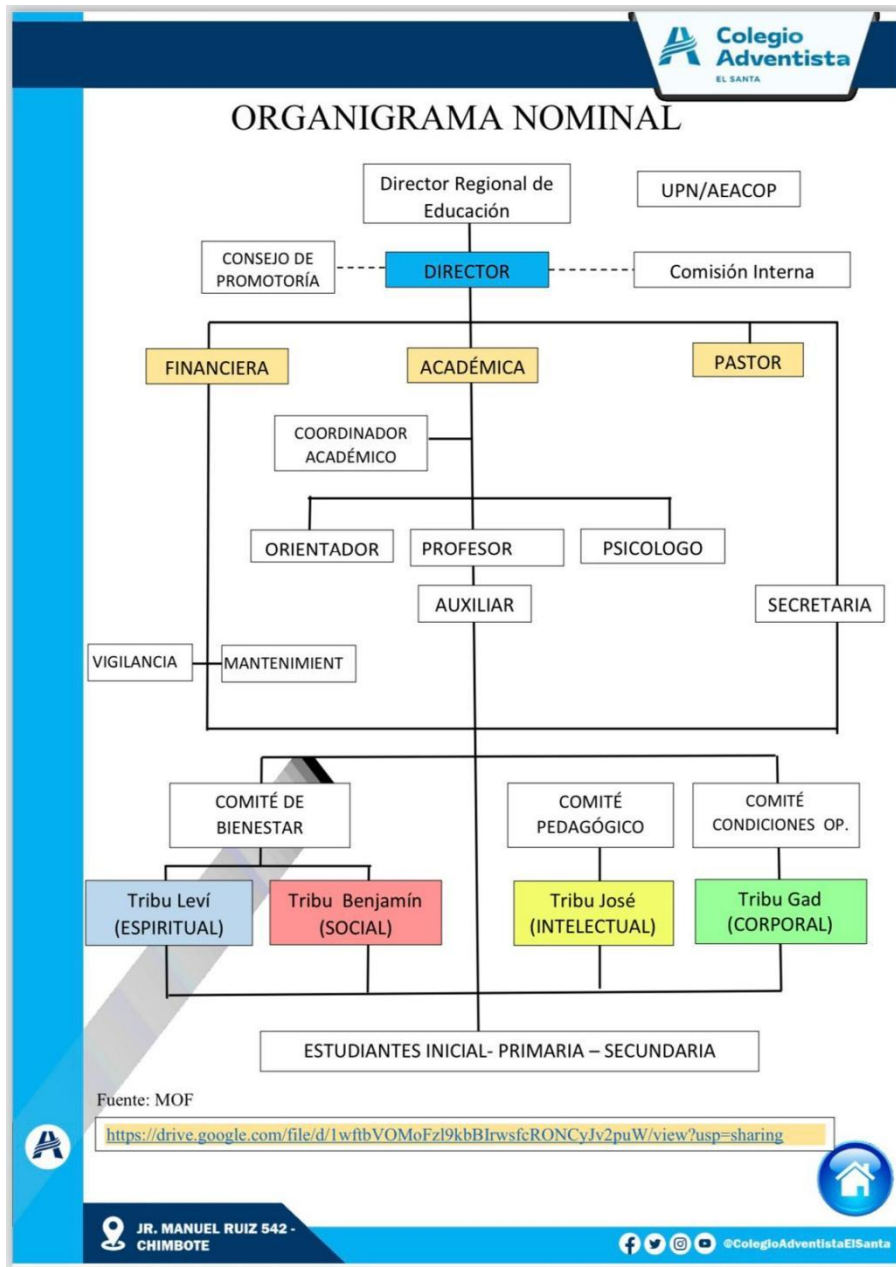 Colegio
Adventista
EL SANTA
ORGANIGRAMA NOMINAL
Director Regional de
Educación
UPN/AEACOP
CONSEJO DE
PROMOTORÍA
DIRECTOR
Comisión Interna
FINANCIERA
ACADÉMICA
PASTOR
COORDINADOR
ACADÉMICO
ORIENTADOR
PROFESOR
PSICOLOGO
AUXILIAR
SECRETARIA
VIGILANCIA
MANTENIMIENT
COMITÉ DE
BIENESTAR
COMITÉ
PEDAGÓGICO
COMITÉ
CONDICIONES OP.
Tribu Leví
(ESPIRITUAL)
Tribu Benjamín
(SOCIAL)
Tribu José
(INTELECTUAL)
Tribu Gad
(CORPORAL)
ESTUDIANTES INICIAL- PRIMARIA – SECUNDARIA
Fuente: MOF
https://drive.google.com/file/d/1wftbVOMoFzl9kbBIrwsfcRONCyJv2puW/view?usp=sharing
JR. MANUEL RUIZ 542 -
CHIMBOTE
@ColegioAdventistaElSanta